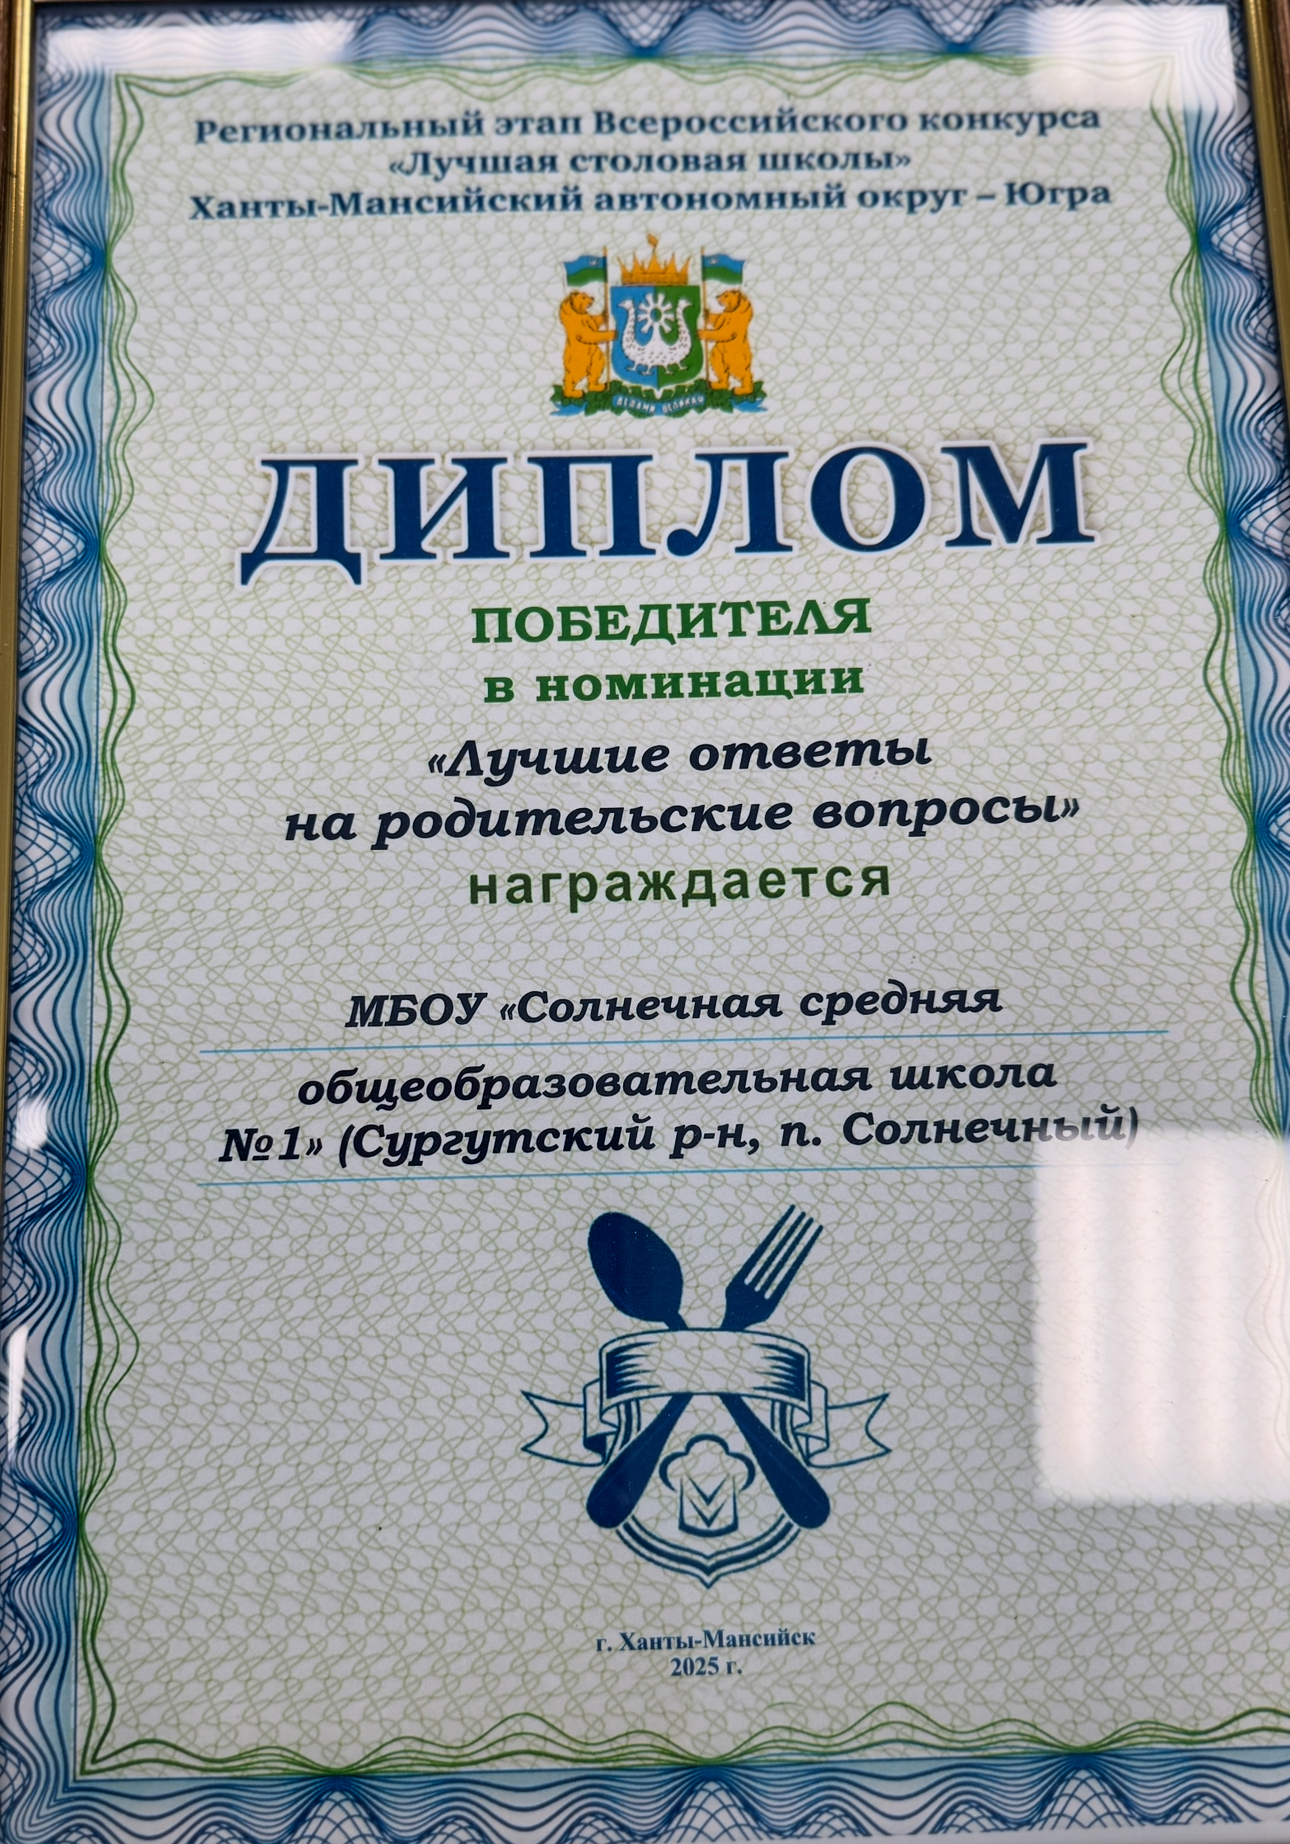 Региональный этап Всероссийского конкурса
«Лучшая столовая школы»
Ханты-Мансийский автономный округ – Югра
ДИПЛОМ
ПОБЕДИТЕЛЯ
в номинации
«Лучшие ответы
на родительские вопросы»
награждается
МБОУ «Солнечная средняя
общеобразовательная школа
№1» (Сургутский р-н, п. Солнечный)
г. Ханты-Мансийск
2025 г.